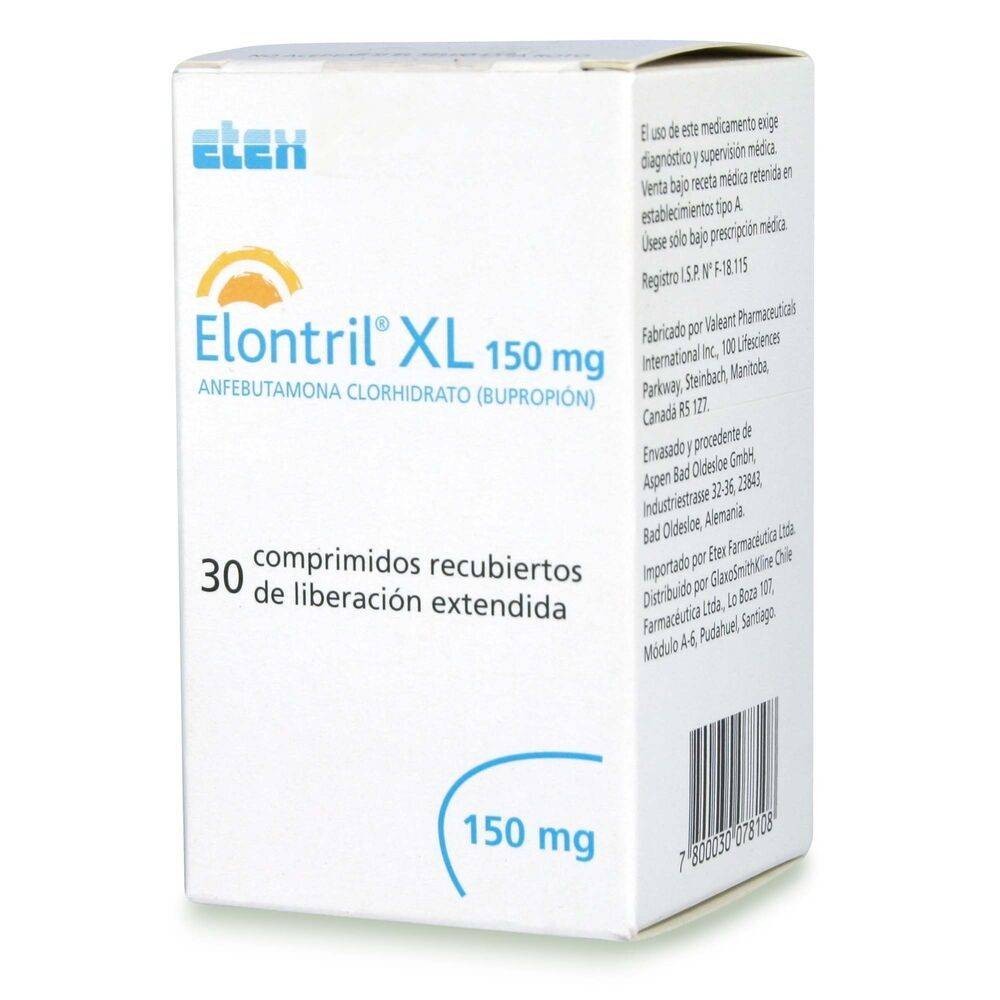 etex
Elontril® XL 150 mg
ANFEBUTAMONA CLORHIDRATO (BUPROPIÓN)
30 comprimidos recubiertos
de liberación extendida
150 mg
El uso de este medicamento exige
diagnóstico y supervisión médica.
Venta bajo receta médica retenida en
establecimientos tipo A.
Úsese sólo bajo prescripción médica.
Registro I.S.P. N° F-18.115
Fabricado por Valeant Pharmaceuticals
International Inc., 100 Lifesciences
Parkway, Steinbach, Manitoba,
Canadá R5 1Z7.
Envasado y procedente de
Aspen Bad Oldesloe GmbH,
Industriestrasse 32-36, 23843,
Bad Oldesloe, Alemania.
Importado por Etex Farmacéutica Ltda.
Distribuido por GlaxoSmithKline Chile
Farmacéutica Ltda., Lo Boza 107,
Módulo A-6, Pudahuel, Santiago.
7 800030 078108